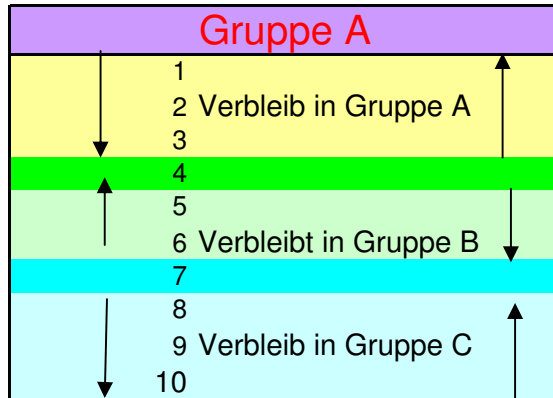 Gruppe A
1
2 Verbleib in Gruppe A
3
4
5
6 Verbleibt in Gruppe B
7
8
9 Verbleib in Gruppe C
10